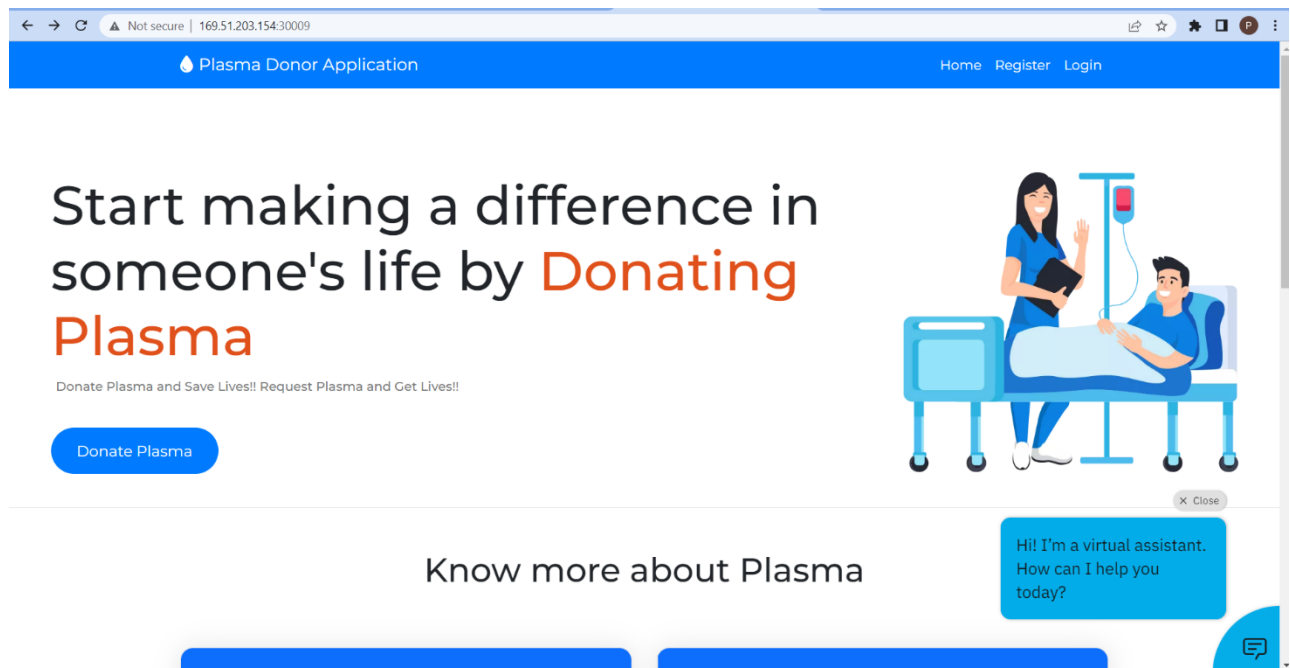 Not secure | 169.51.203.154:30009
P
Plasma Donor Application
Home Register Login
Start making a difference in
someone's life by Donating
Plasma
Donate Plasma and Save Lives!! Request Plasma and Get Lives!!
Donate Plasma
× Close
Know more about Plasma
Hi! I'm a virtual assistant.
How can I help you
today?